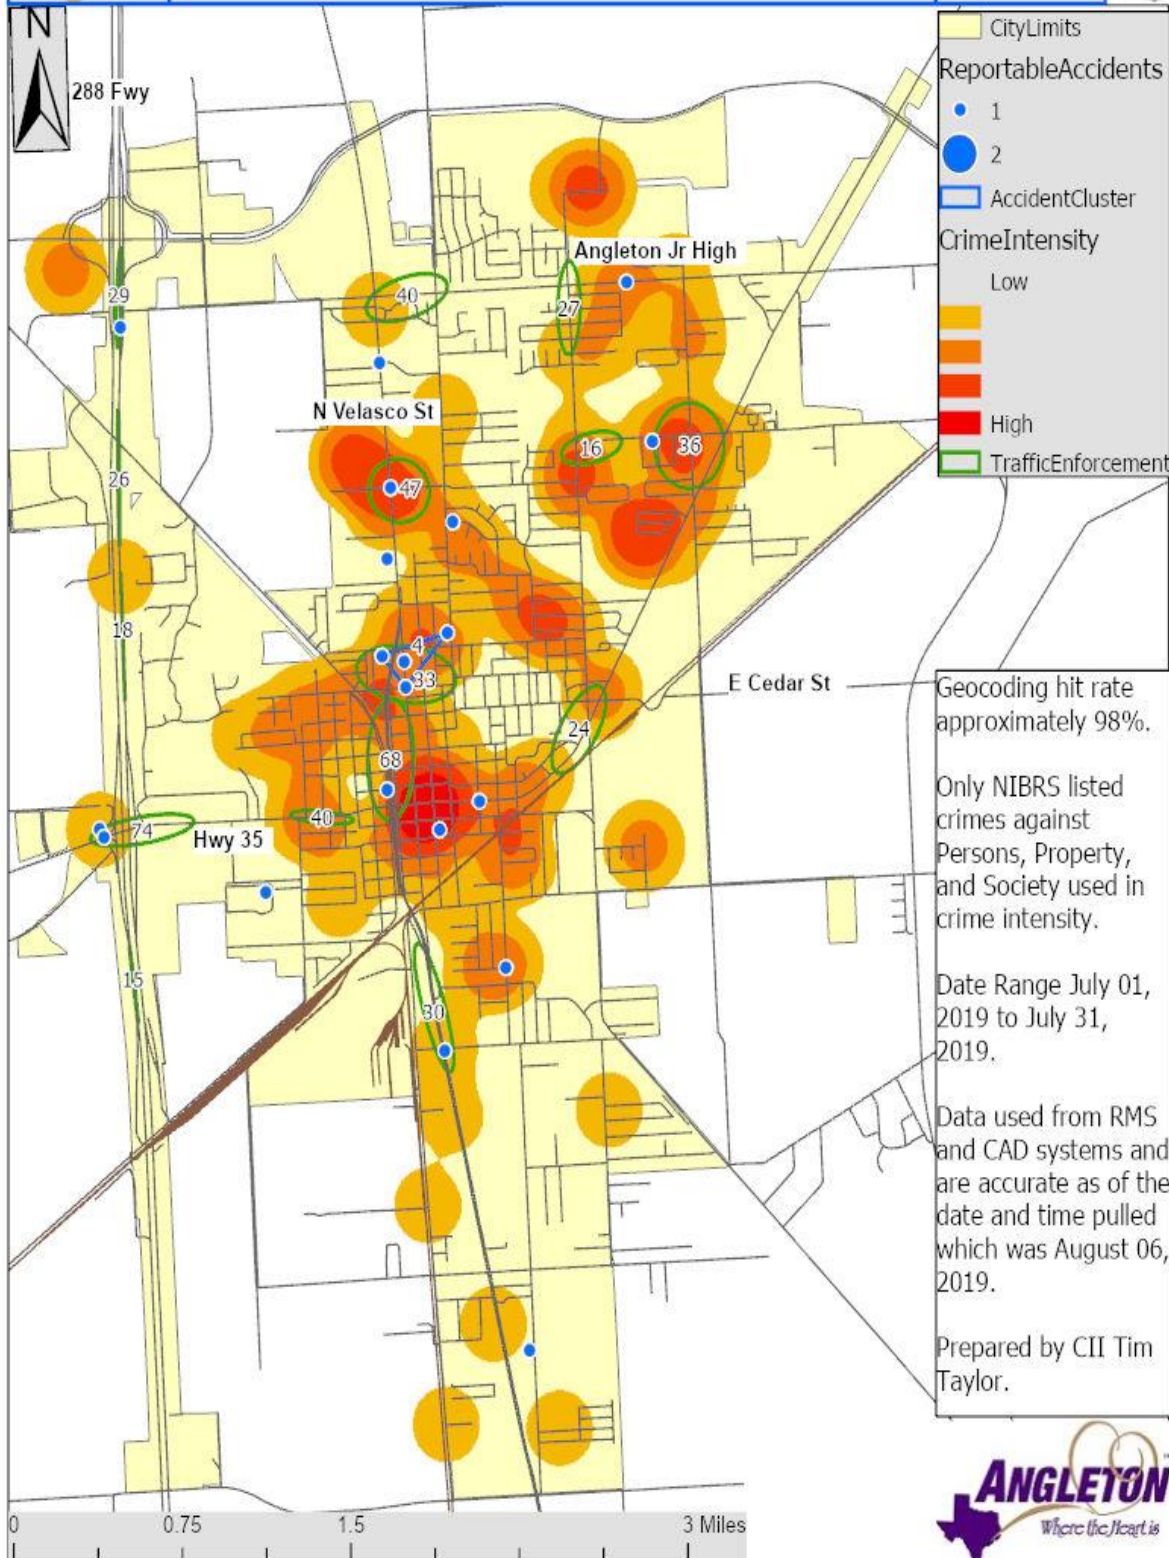 N
288 Fwy
CityLimits
ReportableAccidents
1
2
AccidentCluster
CrimeIntensity
Low
High
TrafficEnforcement
Angleton Jr High
29
40
27
N Velasco St
16
36
26
47
18
4
33
E Cedar St
24
68
74
Hwy 35
40
15
30
Geocoding hit rate
approximately 98%.
Only NIBRS listed
crimes against
Persons, Property,
and Society used in
crime intensity.
Date Range July 01,
2019 to July 31,
2019.
Data used from RMS
and CAD systems and
are accurate as of the
date and time pulled
which was August 06,
2019.
Prepared by CII Tim
Taylor.
ANGLETON
Where the Heart is
0 0.75 1.5 3 Miles